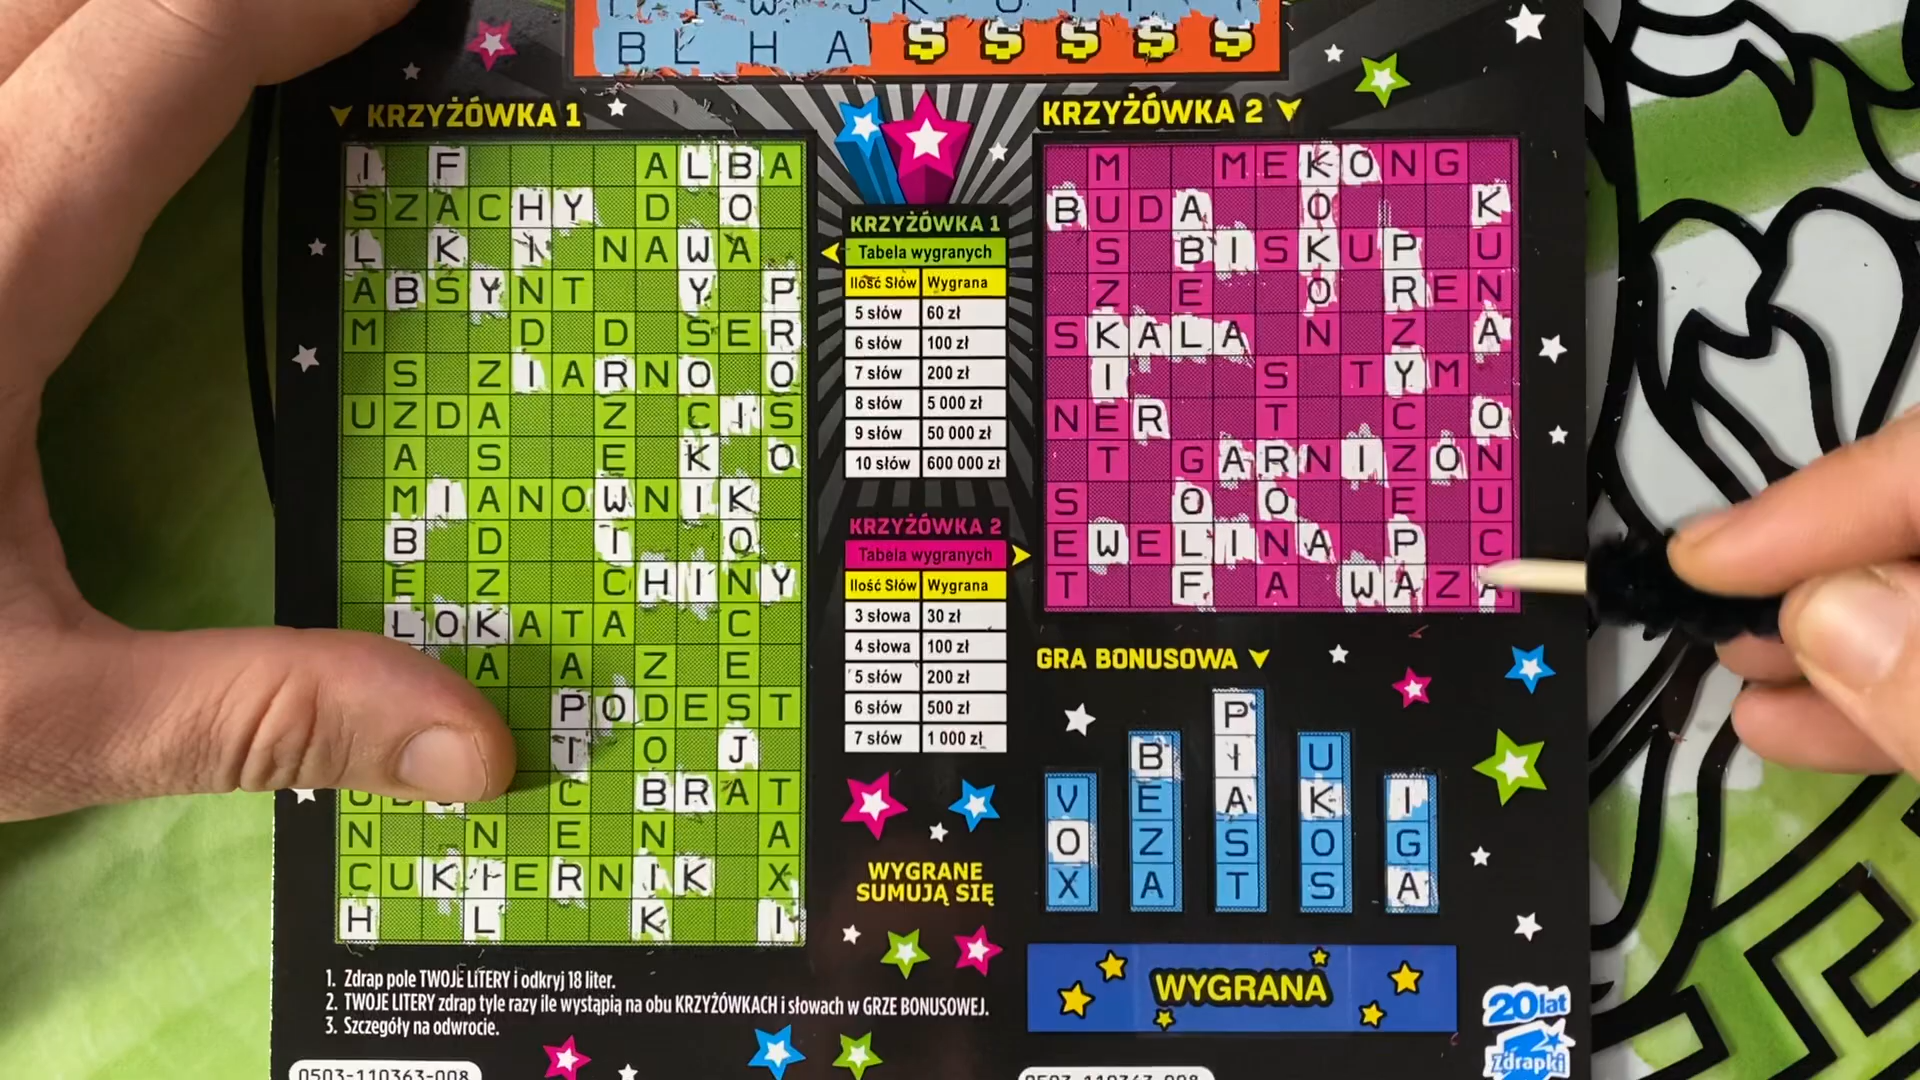 B L H A $ $ $ $ $
KRZYŻÓWKA 1
I F A L B A
S Z A C H Y D O
L K I N A W A
A B S Y N T Y P
M D D S E R
S Z I A R N O O
U Z D A Z C I S
A S E K O
M I A N O W N I K
B D I O
E Z C H I N Y
L O K A T A C
A A Z E
P O D E S T
I O J
C B R A T
N N E N A
C U K I E R N I K X
H L K I
KRZYŻÓWKA 1
Tabela wygranych
Ilość Słów Wygrana
5 słów 60 zł
6 słów 100 zł
7 słów 200 zł
8 słów 5 000 zł
9 słów 50 000 zł
10 słów 600 000 zł
KRZYŻÓWKA 2
Tabela wygranych
Ilość Słów Wygrana
3 słowa 30 zł
4 słowa 100 zł
5 słów 200 zł
6 słów 500 zł
7 słów 1 000 zł
WYGRANE
SUMUJĄ SIĘ
KRZYŻÓWKA 2
M M E K O N G
B U D A O K
S B I S K U P U
Z E O R E N
S K A L A N Z A
I S T Y M
N E R T C O
T G A R N I Z O N
S O O E U
E W E L I N A P C
T F A W A Z A
GRA BONUSOWA
VOX
BEZA
PIAST
UKOS
IGA
WYGRANA
1. Zdrap pole TWOJE LITERY i odkryj 18 liter.
2. TWOJE LITERY zdrap tyle razy ile wystąpią na obu KRZYŻÓWKACH i słowach w GRZE BONUSOWEJ.
3. Szczegóły na odwrocie.
20 lat
Zdrapki
0503-110363-008